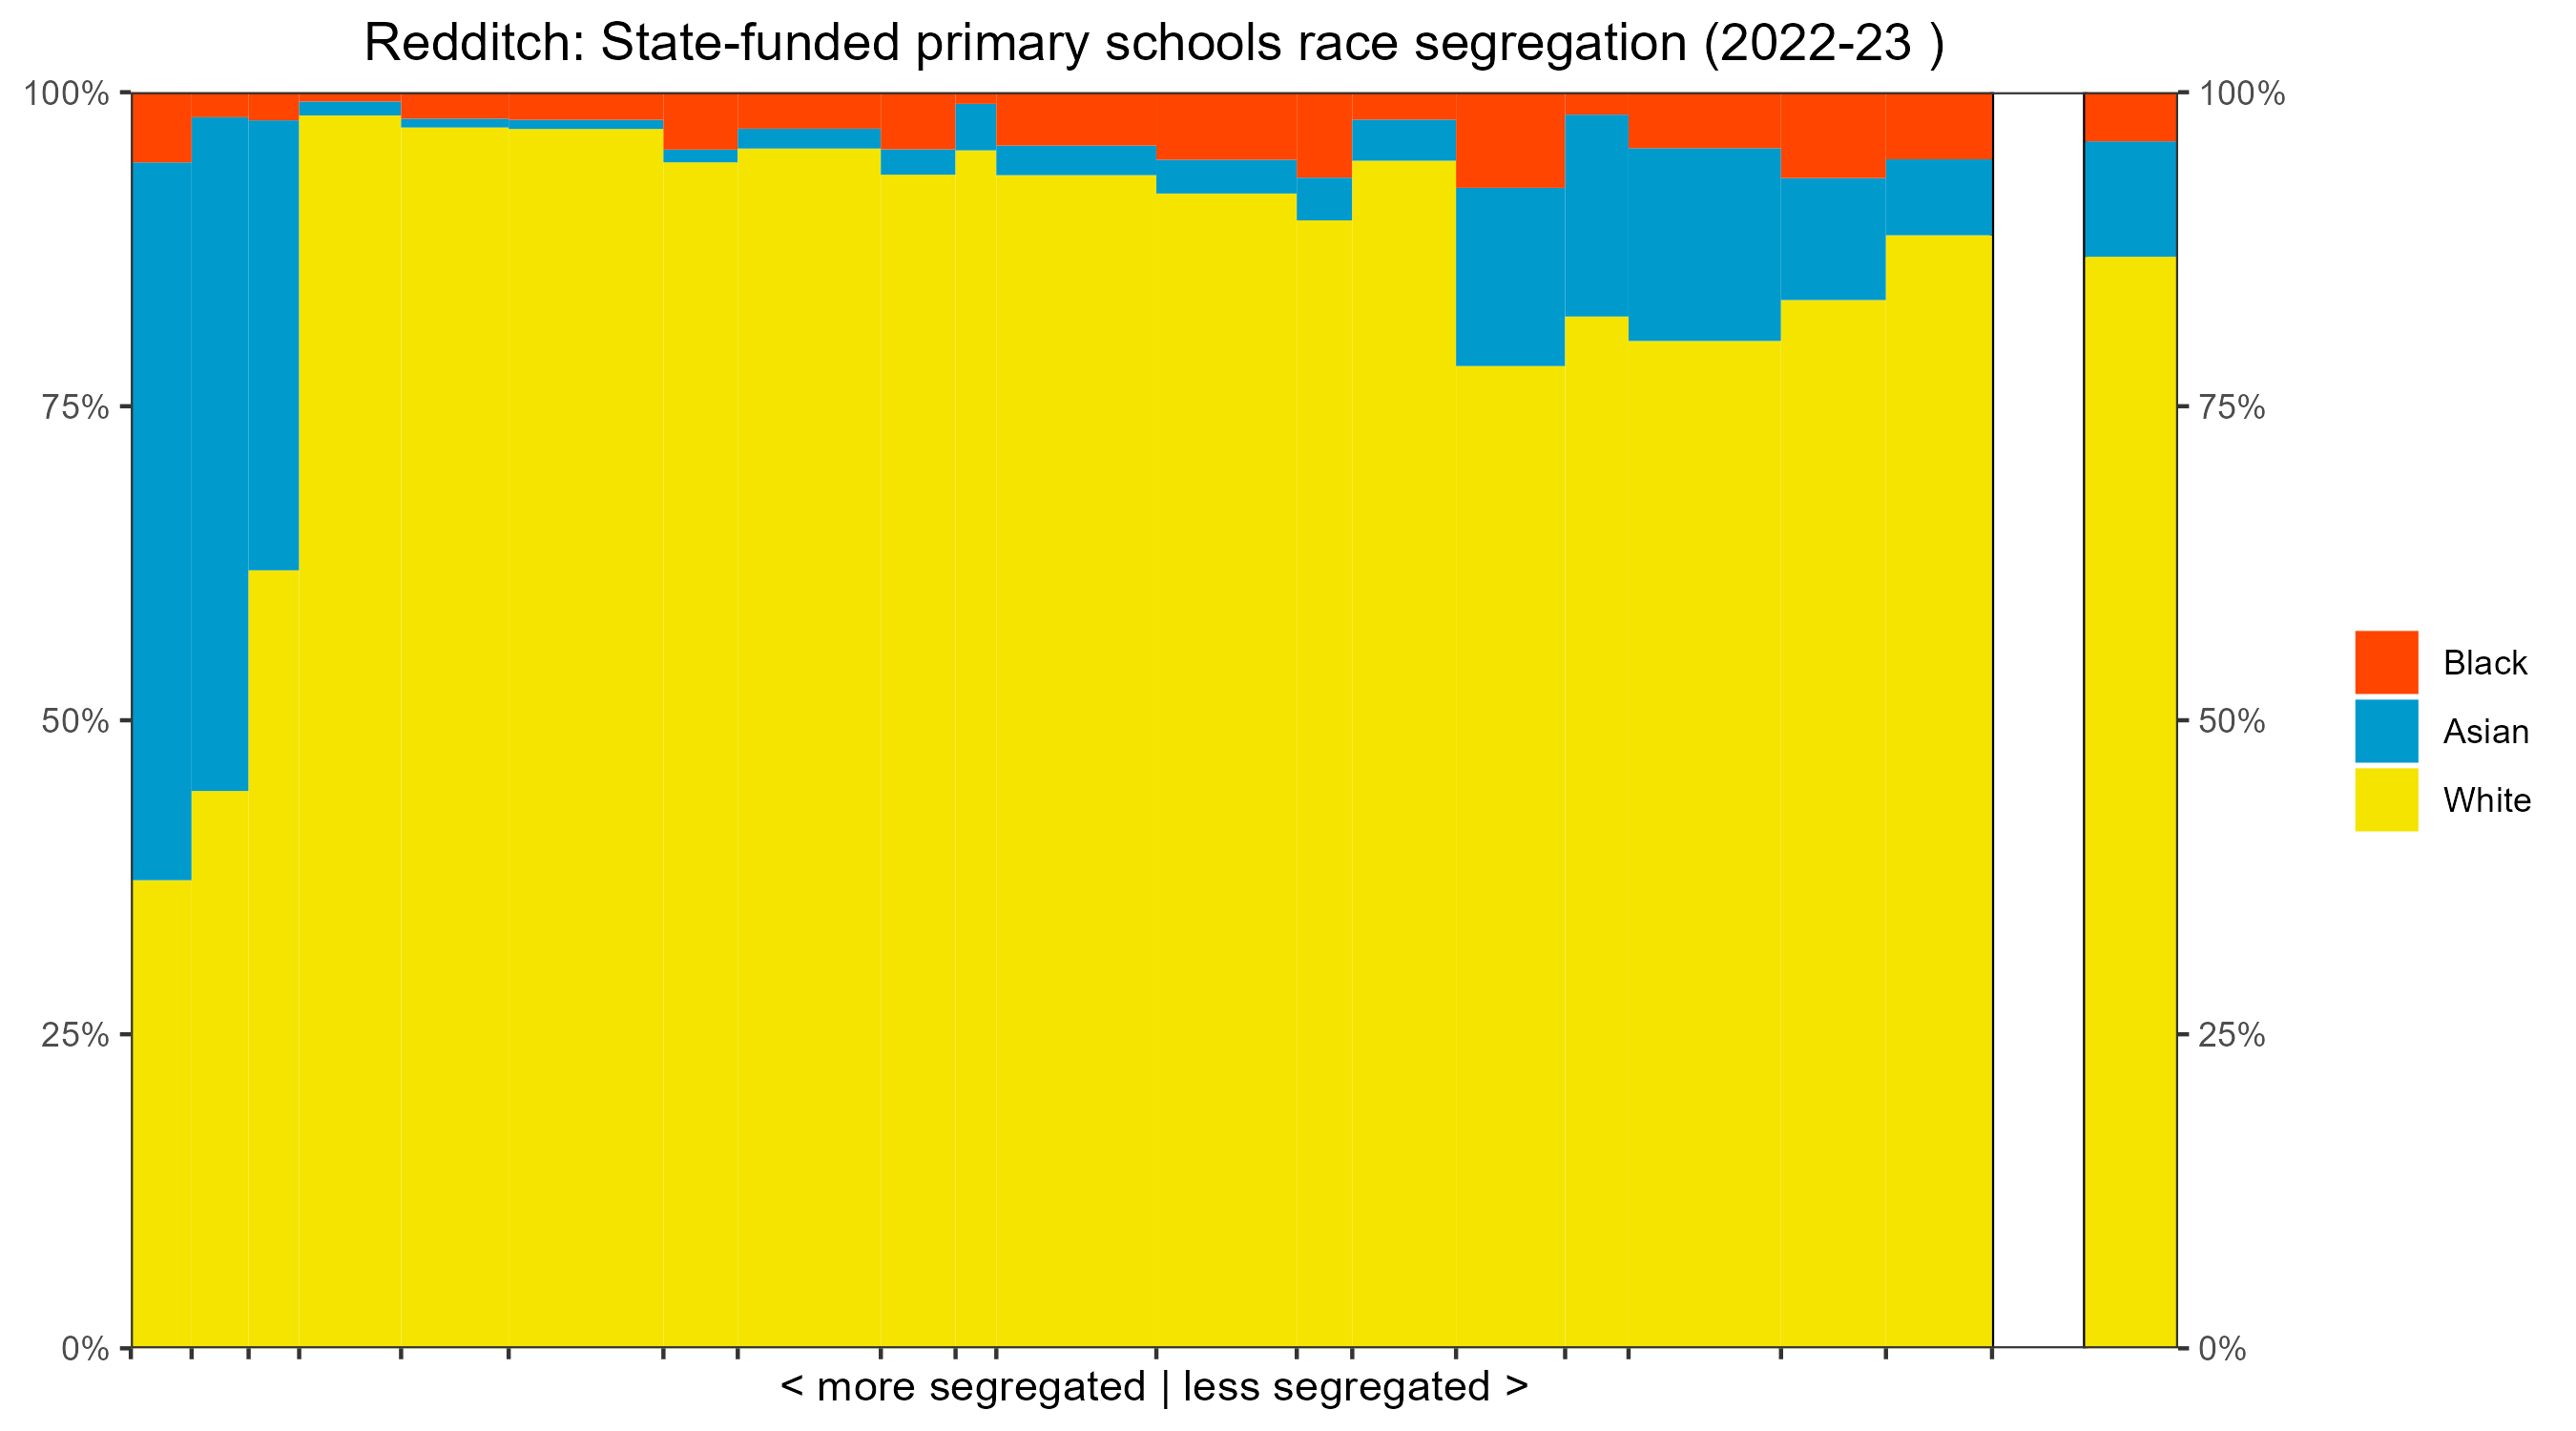 Redditch: State-funded primary schools race segregation (2022-23 )
100%
75%
50%
25%
0%
100%
75%
50%
25%
0%
Black
Asian
White
< more segregated | less segregated >